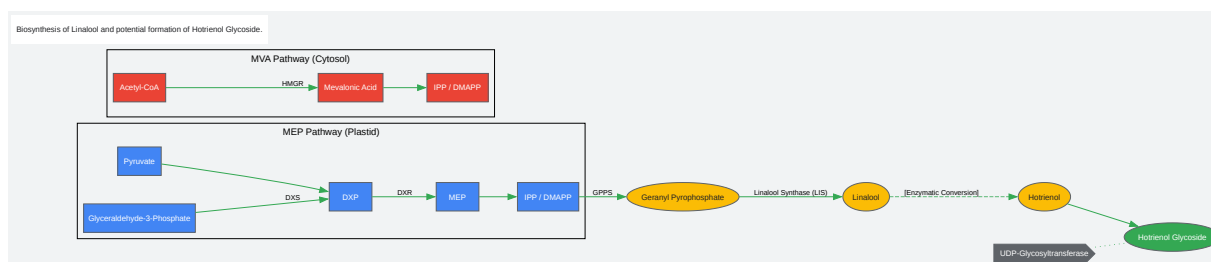 Biosynthesis of Linalool and potential formation of Hotrienol Glycoside.
MVA Pathway (Cytosol)
Acetyl-CoA
HMGR
Mevalonic Acid
IPP / DMAPP
MEP Pathway (Plastid)
Pyruvate
Glyceraldehyde-3-Phosphate
DXS
DXP
DXR
MEP
IPP / DMAPP
GPPS
Geranyl Pyrophosphate
Linalool Synthase (LIS)
Linalool
[Enzymatic Conversion]
Hotrienol
Hotrienol Glycoside
UDP-Glycosyltransferase